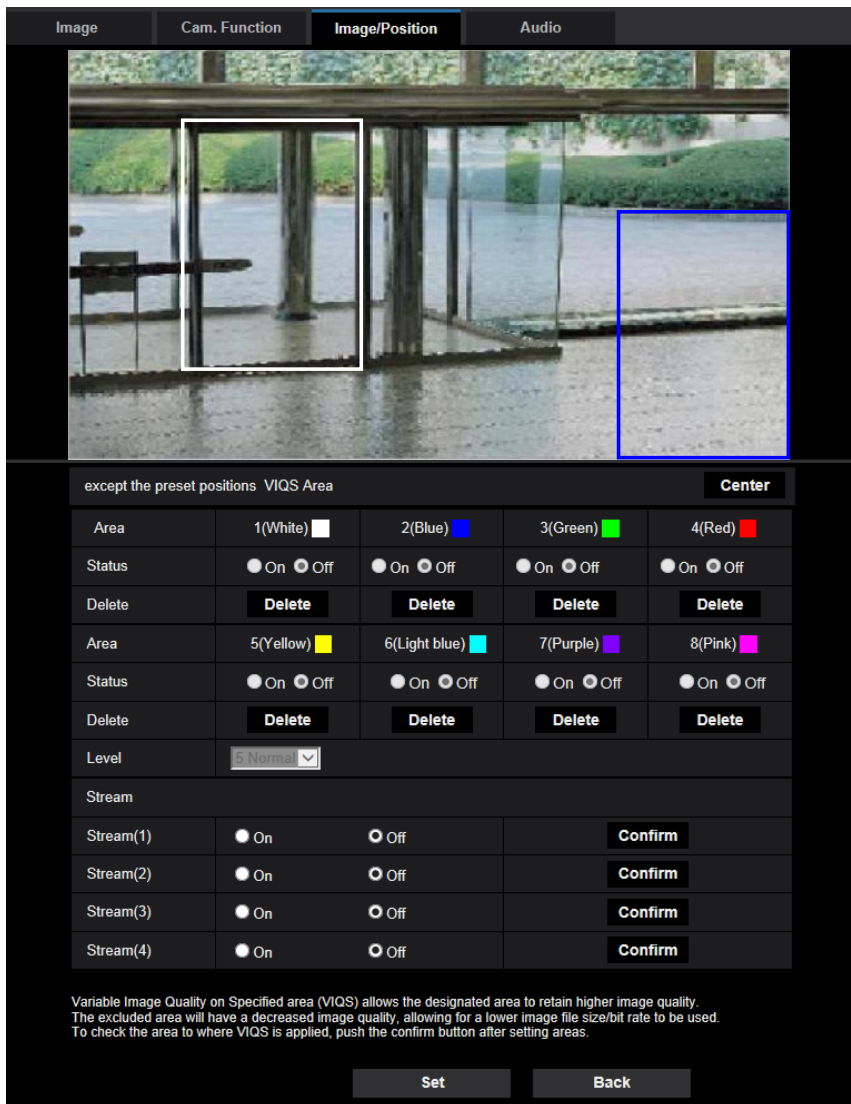 Image Cam. Function Image/Position Audio
except the preset positions VIQS Area Center
Area 1(White) 2(Blue) 3(Green) 4(Red)
Status On Off On Off On Off On Off
Delete Delete Delete Delete Delete
Area 5(Yellow) 6(Light blue) 7(Purple) 8(Pink)
Status On Off On Off On Off On Off
Delete Delete Delete Delete Delete
Level 5 Normal
Stream
Stream(1) On Off Confirm
Stream(2) On Off Confirm
Stream(3) On Off Confirm
Stream(4) On Off Confirm
Variable Image Quality on Specified area (VIQS) allows the designated area to retain higher image quality.
The excluded area will have a decreased image quality, allowing for a lower image file size/bit rate to be used.
To check the area to where VIQS is applied, push the confirm button after setting areas.
Set Back